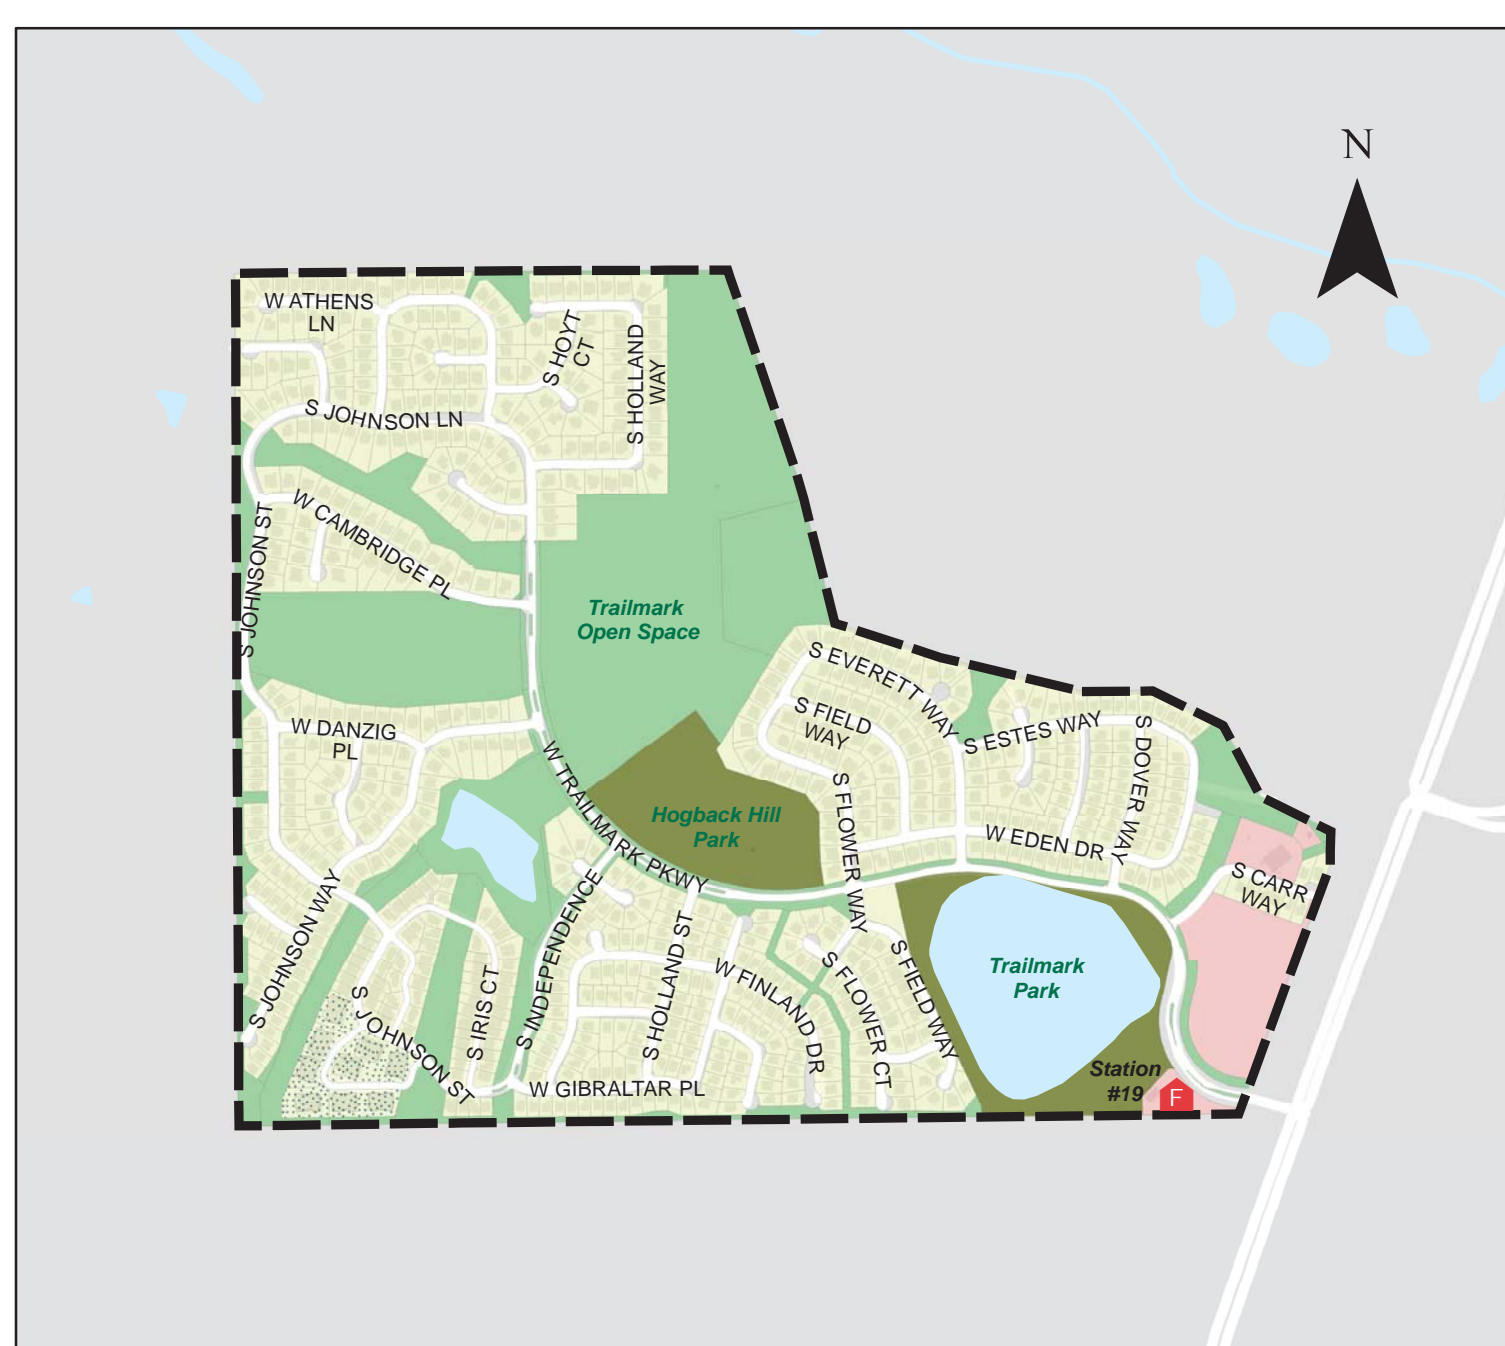 N
W ATHENS
LN
S HOYT
CT
S HOLLAND
WAY
S JOHNSON LN
W CAMBRIDGE PL
S JOHNSON ST
Trailmark
Open Space
S EVERETT WAY
S FIELD
WAY
S ESTES WAY
S DOVER WAY
W DANZIG
PL
W TRAILMARK PKWY
Hogback Hill
Park
S FLOWER WAY
W EDEN DR
S CARR
WAY
S JOHNSON WAY
S INDEPENDENCE
S HOLLAND ST
W FINLAND DR
S FLOWER CT
S FIELD WAY
Trailmark
Park
S JOHNSON ST
S IRIS CT
W GIBRALTAR PL
Station
#19
F